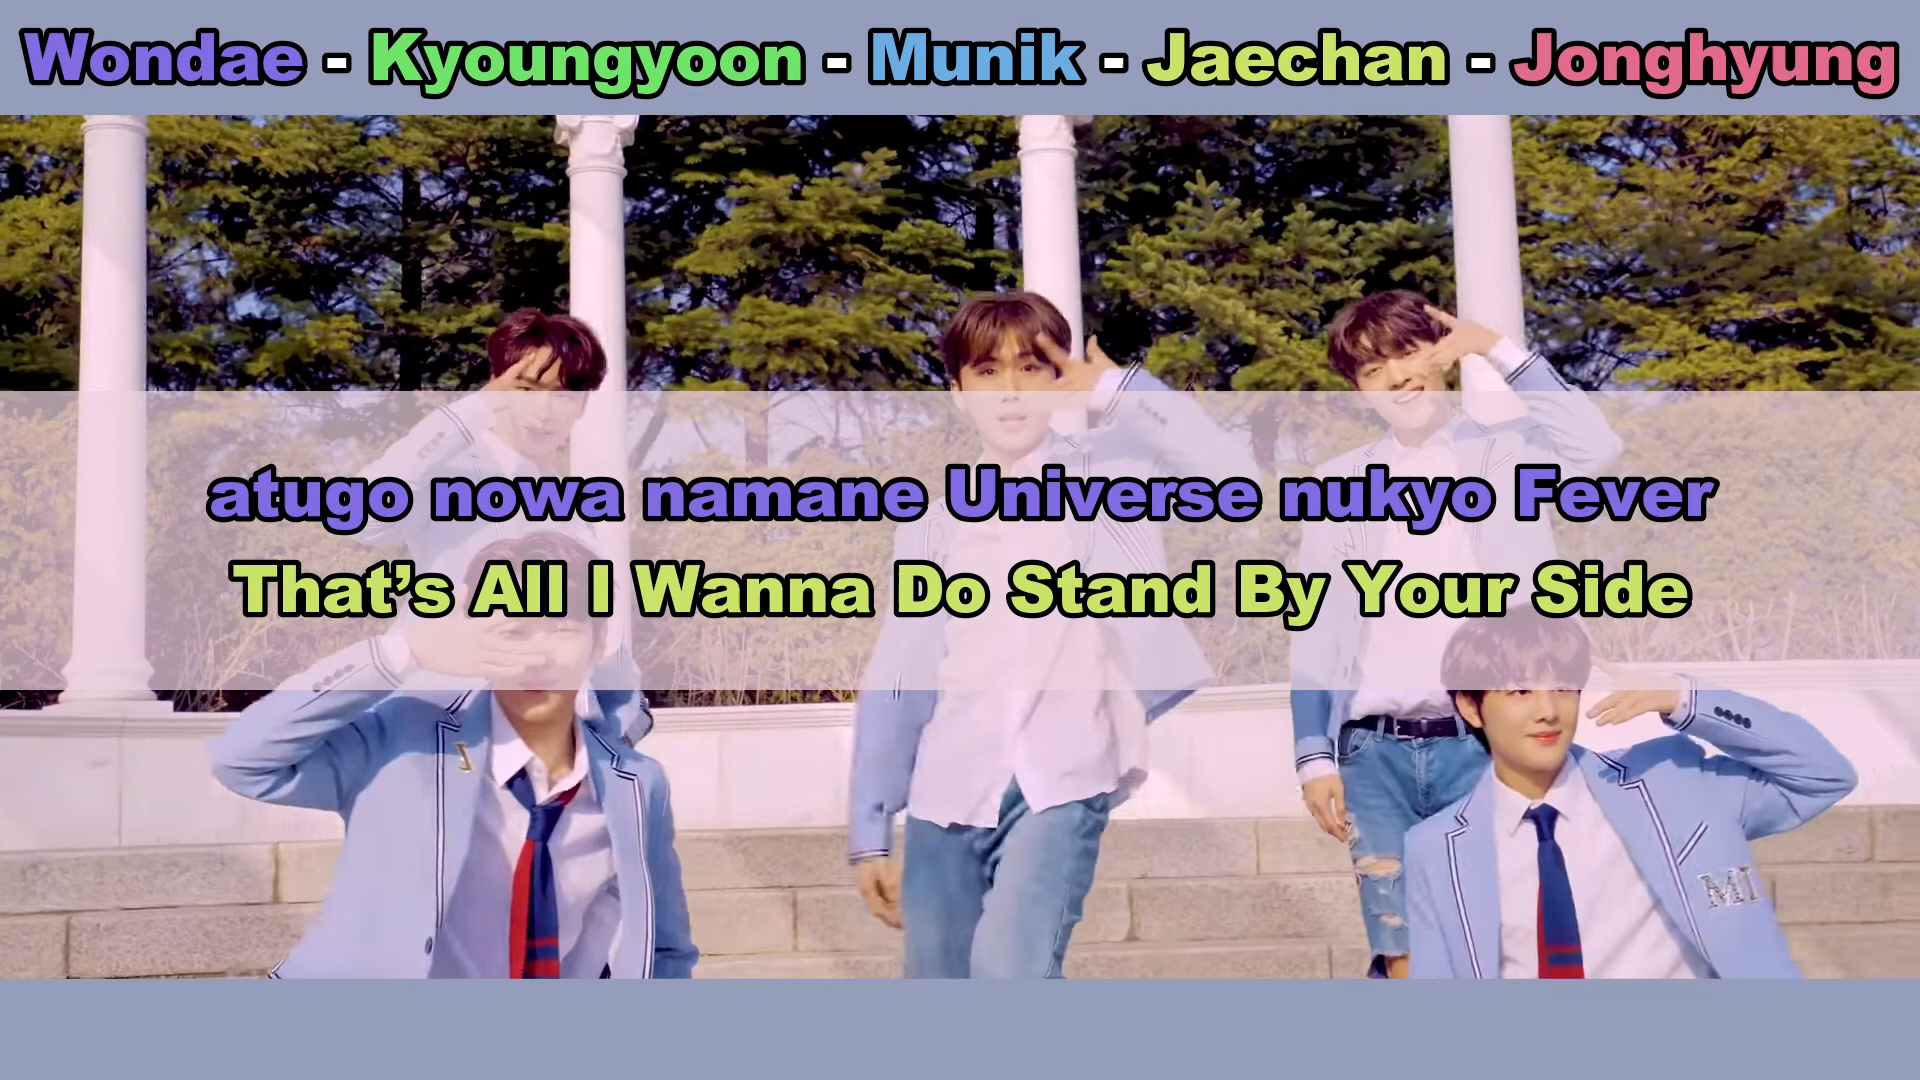 Wondae - Kyoungyoon - Munik - Jaechan - Jonghyung
atugo nowa namane Universe nukyo Fever
That’s All I Wanna Do Stand By Your Side
MI